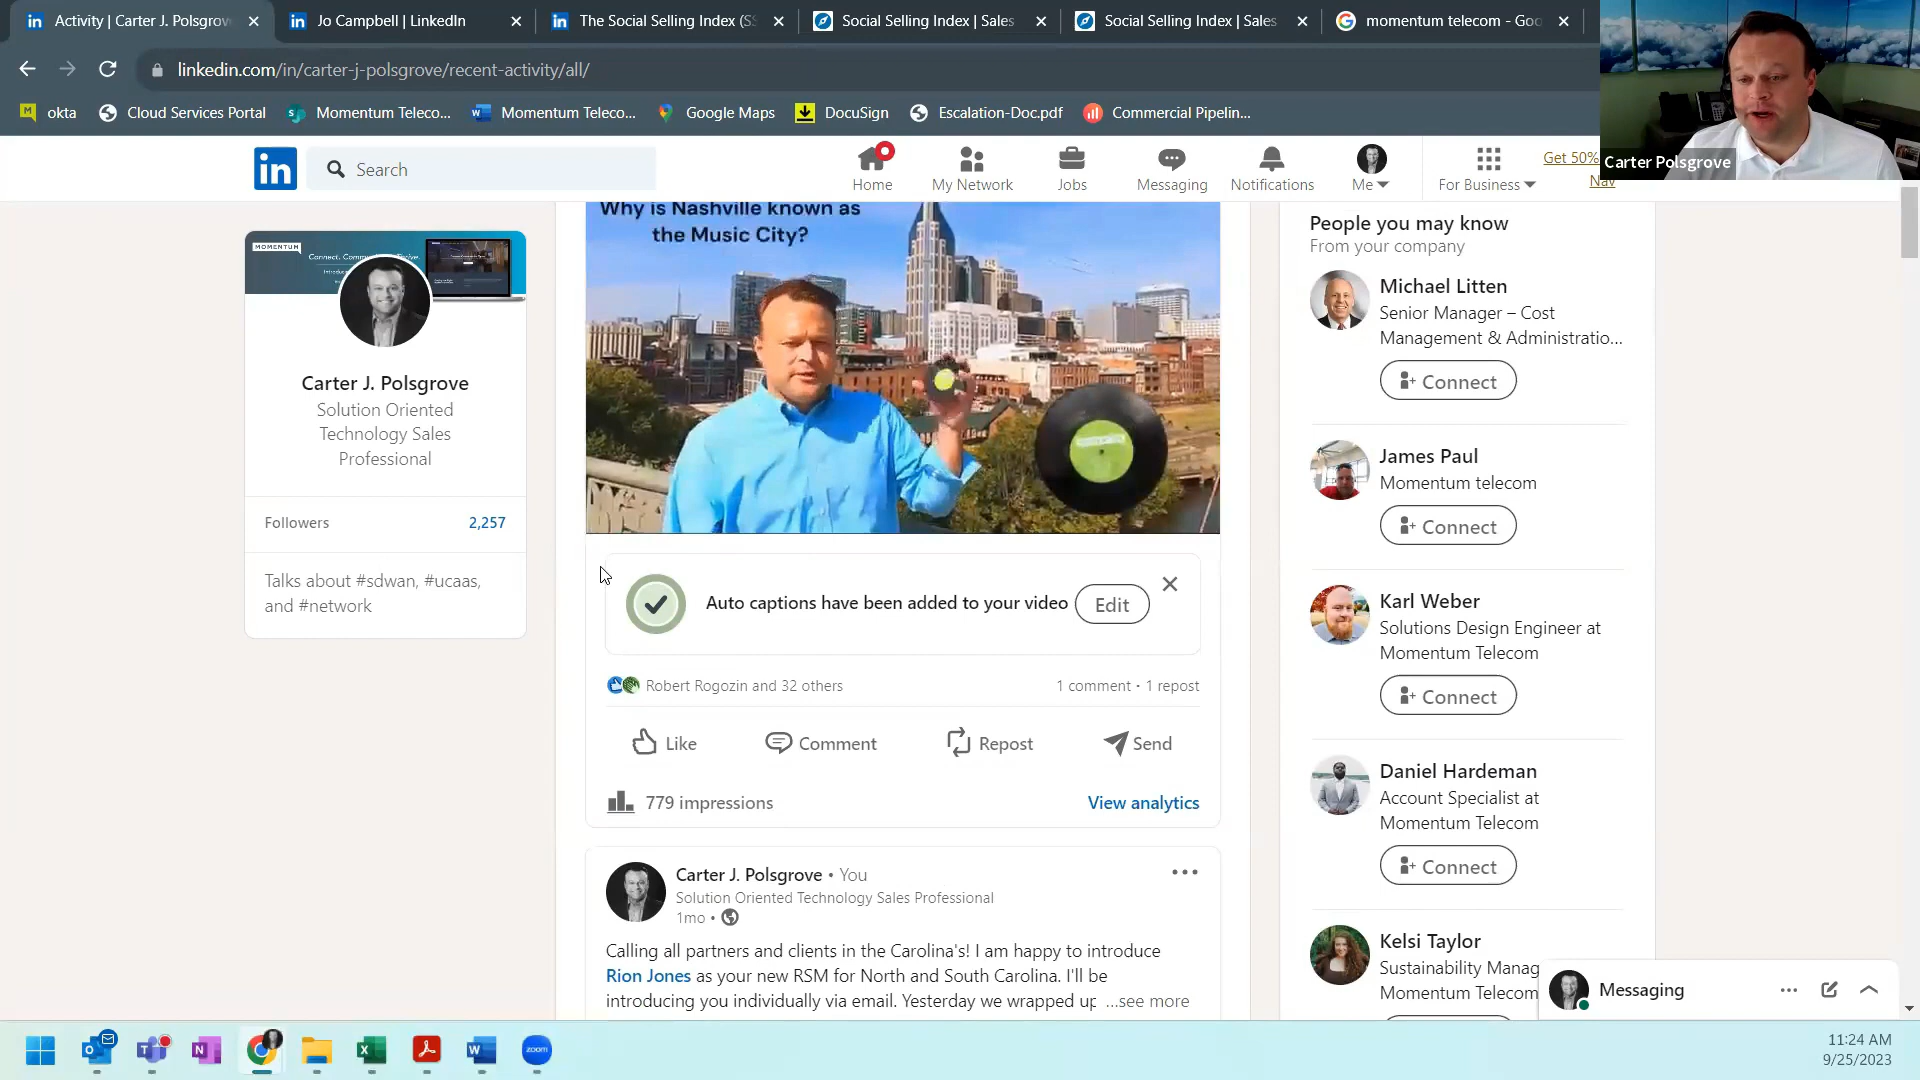 Activity | Carter J. Polsgrov
Jo Campbell | LinkedIn
The Social Selling Index (SS
Social Selling Index | Sales
Social Selling Index | Sales
momentum telecom - Goo
linkedin.com/in/carter-j-polsgrove/recent-activity/all/
okta
Cloud Services Portal
Momentum Teleco...
Momentum Teleco...
Google Maps
DocuSign
Escalation-Doc.pdf
Commercial Pipelin...
Carter Polsgrove
in
Search
Home
My Network
Jobs
Messaging
Notifications
Me
For Business
Get 50%
Nav
MOMENTUM
Carter J. Polsgrove
Solution Oriented
Technology Sales
Professional
Followers 2,257
Talks about #sdwan, #ucaas,
and #network
Why is Nashville known as
the Music City?
Auto captions have been added to your video
Edit
Robert Rogozin and 32 others
1 comment • 1 repost
Like
Comment
Repost
Send
779 impressions
View analytics
Carter J. Polsgrove • You
Solution Oriented Technology Sales Professional
1mo •
Calling all partners and clients in the Carolina's! I am happy to introduce
Rion Jones as your new RSM for North and South Carolina. I'll be
introducing you individually via email. Yesterday we wrapped up ...see more
People you may know
From your company
Michael Litten
Senior Manager – Cost
Management & Administratio...
Connect
James Paul
Momentum telecom
Connect
Karl Weber
Solutions Design Engineer at
Momentum Telecom
Connect
Daniel Hardeman
Account Specialist at
Momentum Telecom
Connect
Kelsi Taylor
Sustainability Manag
Momentum Telecom
Messaging
zoom
11:24 AM
9/25/2023